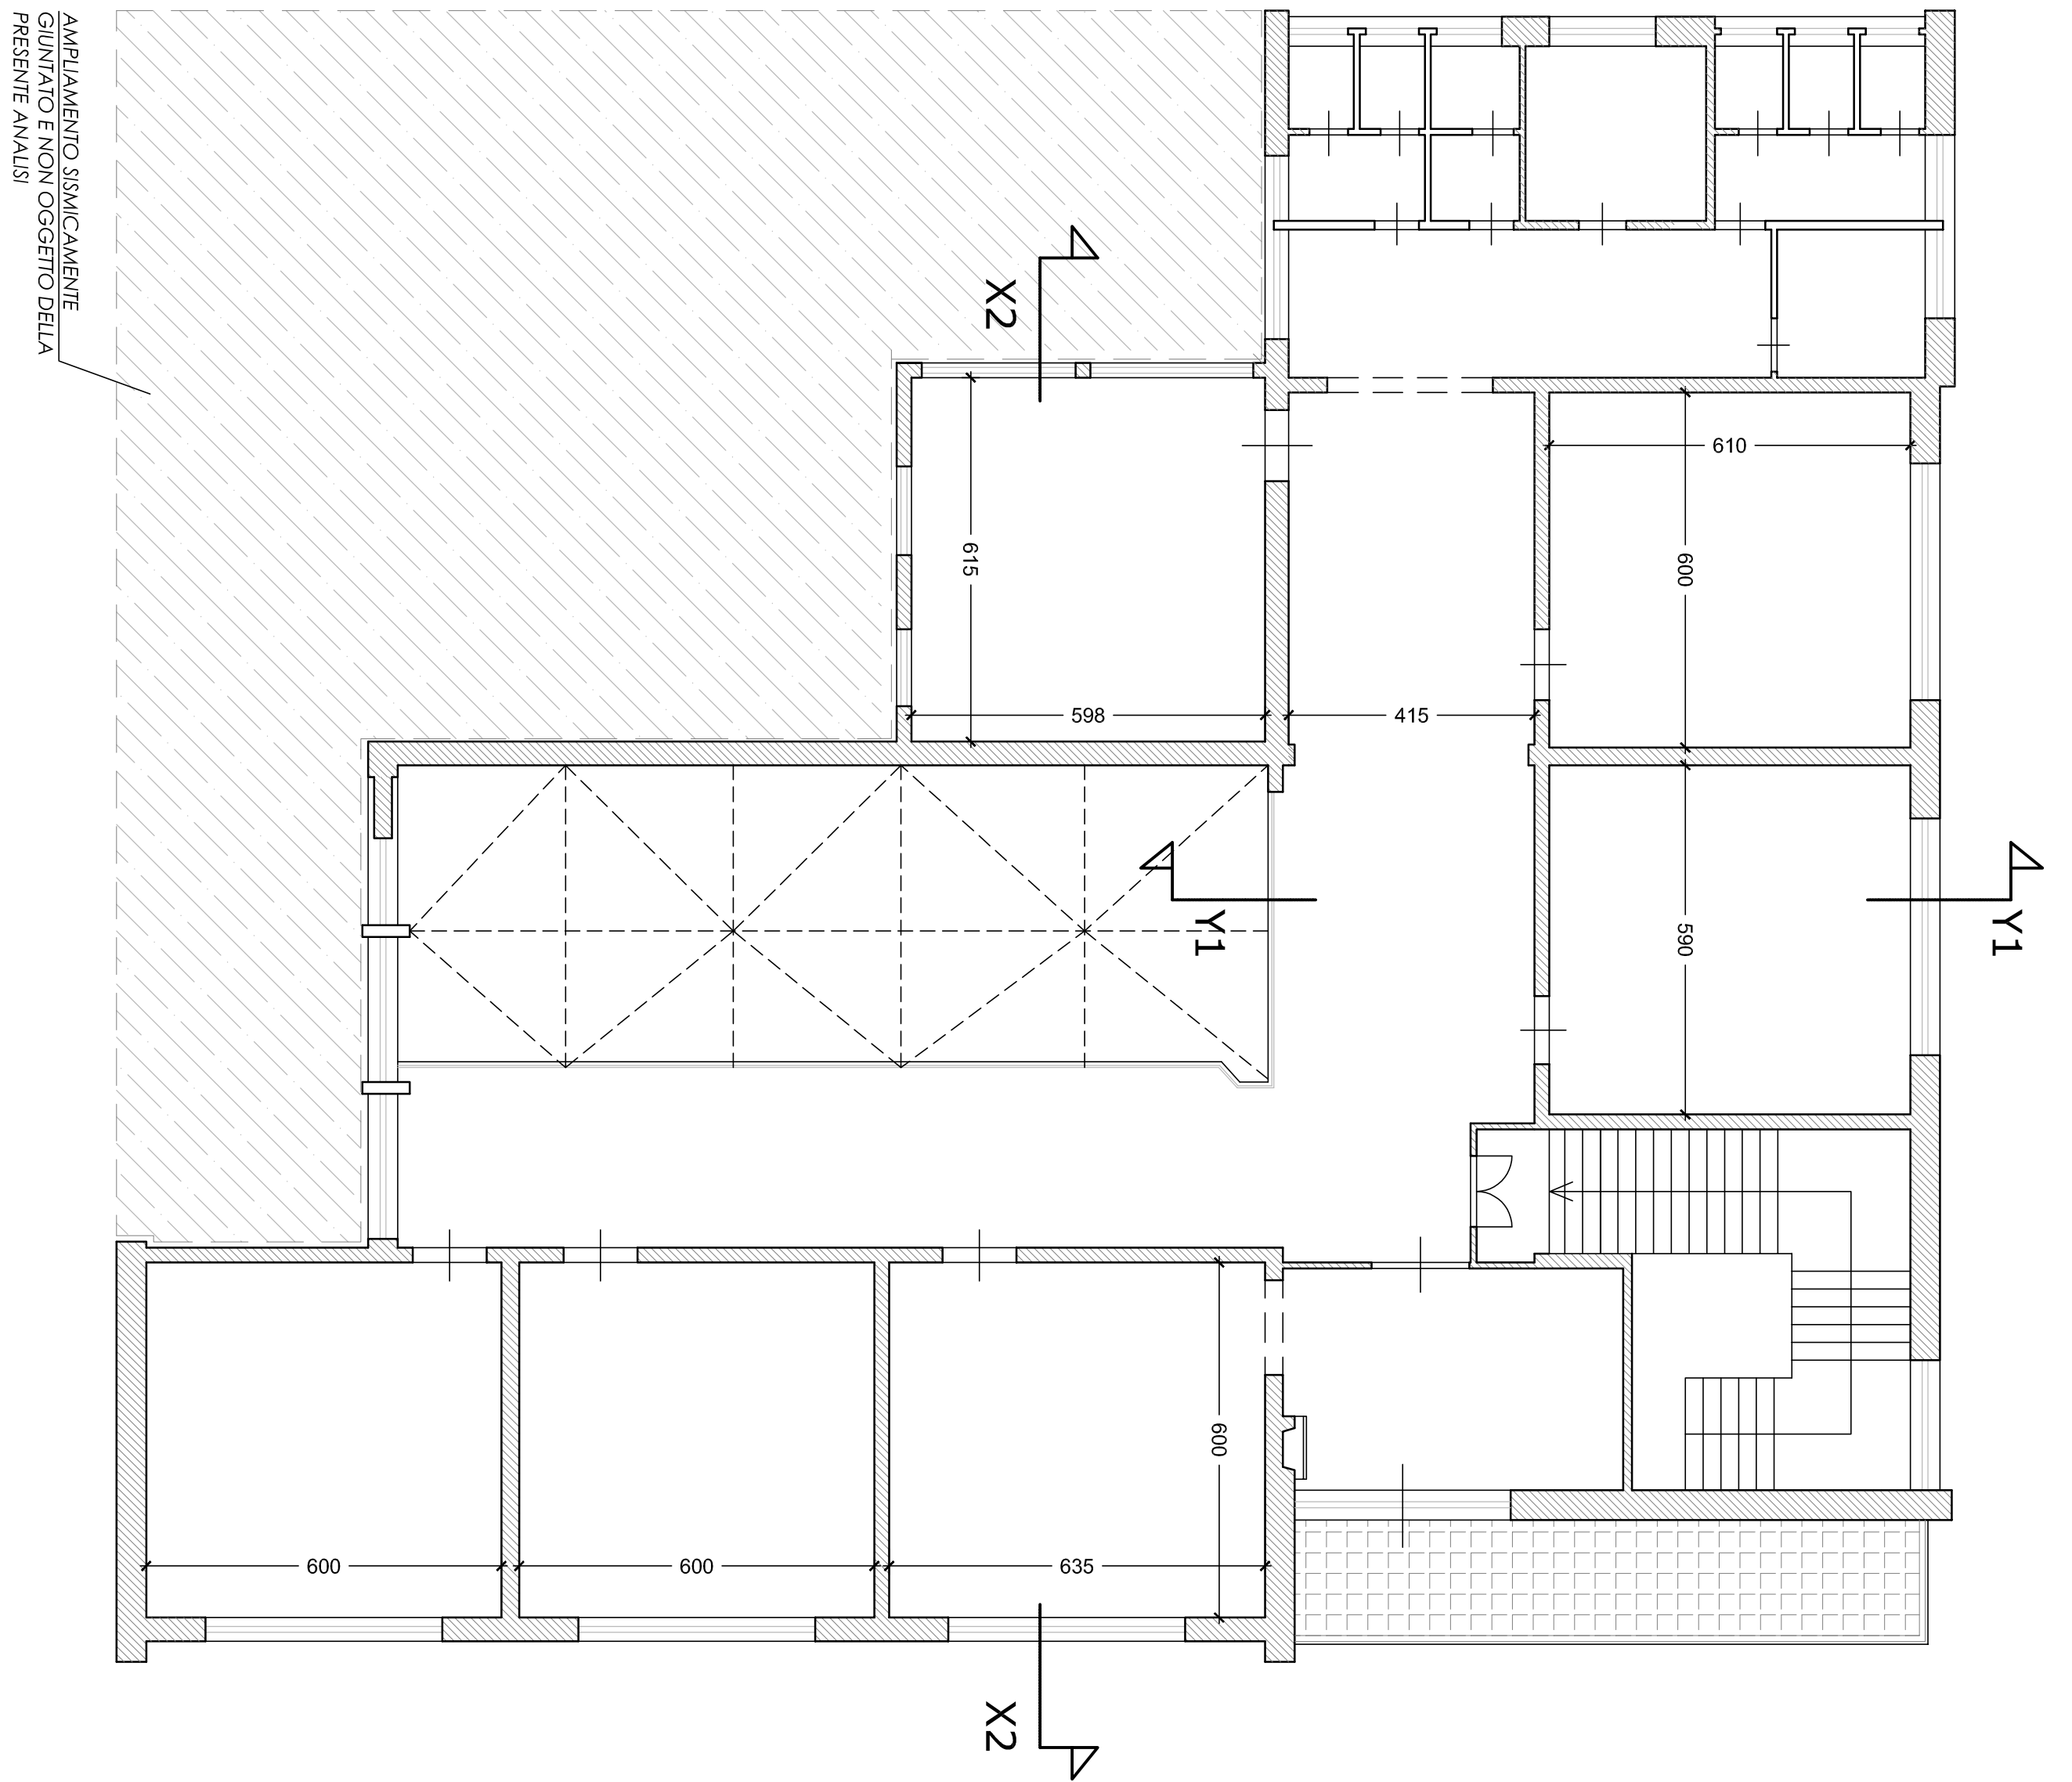 AMPLIAMENTO SISMICAMENTE
GIUNTATO E NON OGGETTO DELLA
PRESENTE ANALISI
X2
610
615
600
598
415
Y1
Y1
590
600
600
600
635
X2